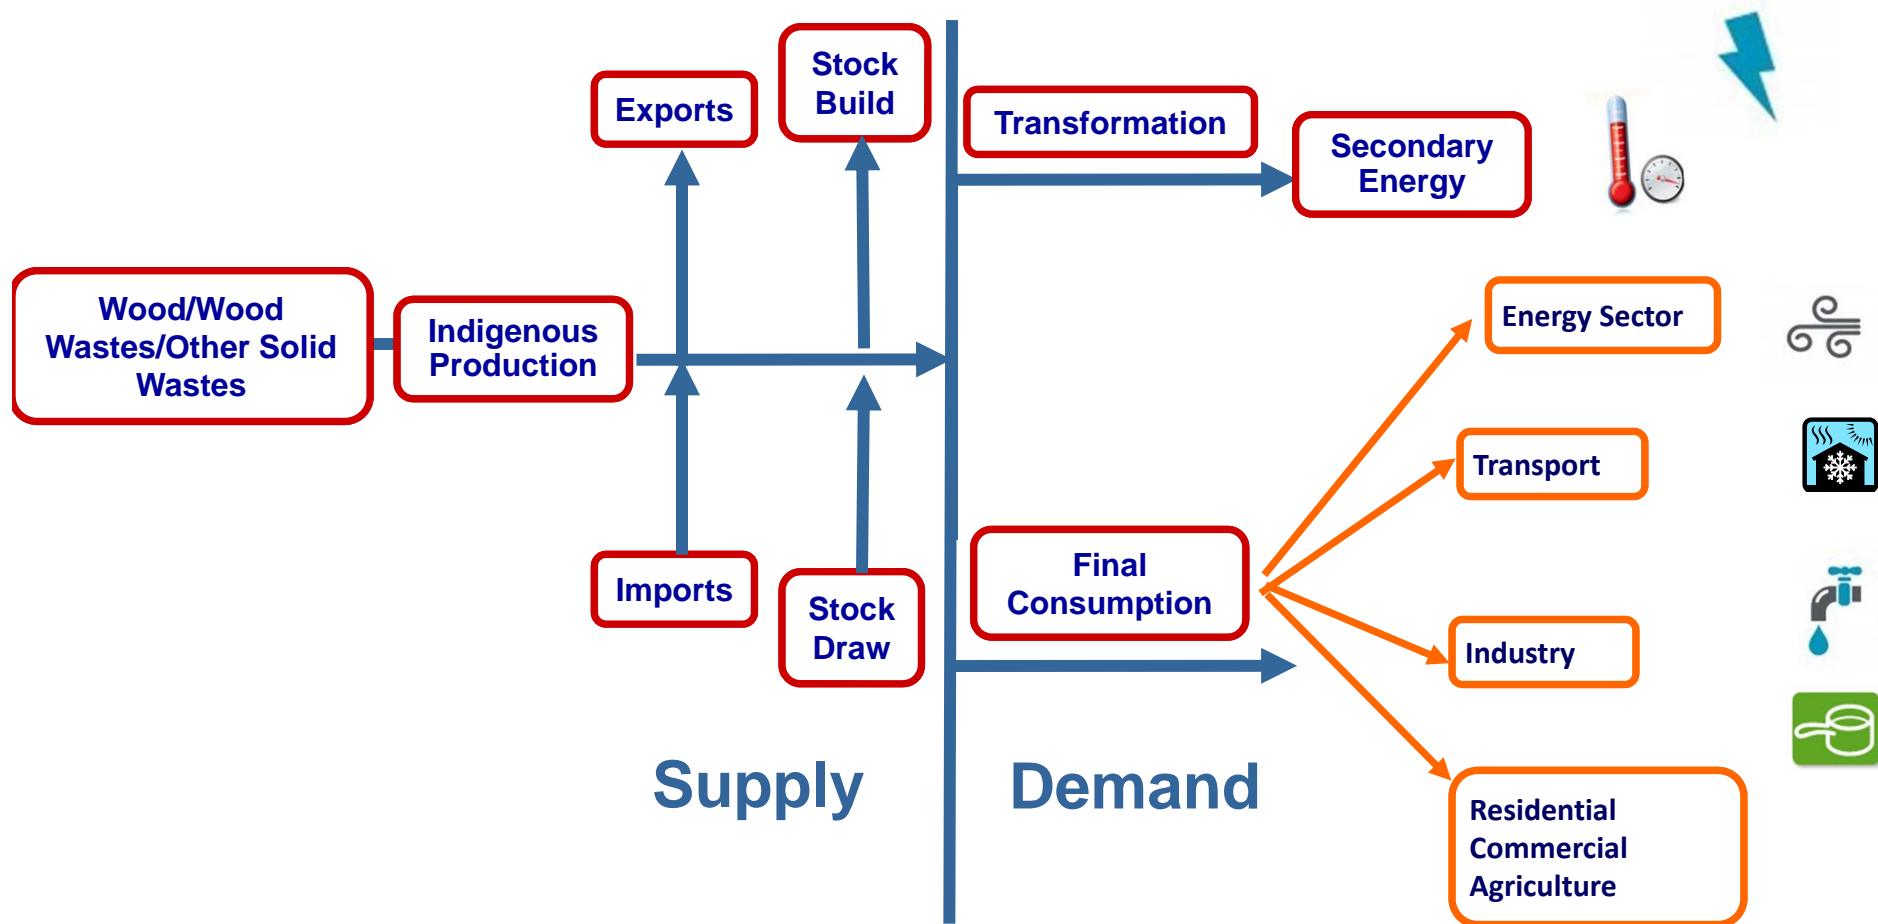 Stock
Build
Exports
Transformation
Secondary
Energy
Wood/Wood
Wastes/Other Solid
Wastes
Indigenous
Production
Energy Sector
Transport
Imports
Stock
Draw
Final
Consumption
Industry
Supply
Demand
Residential
Commercial
Agriculture